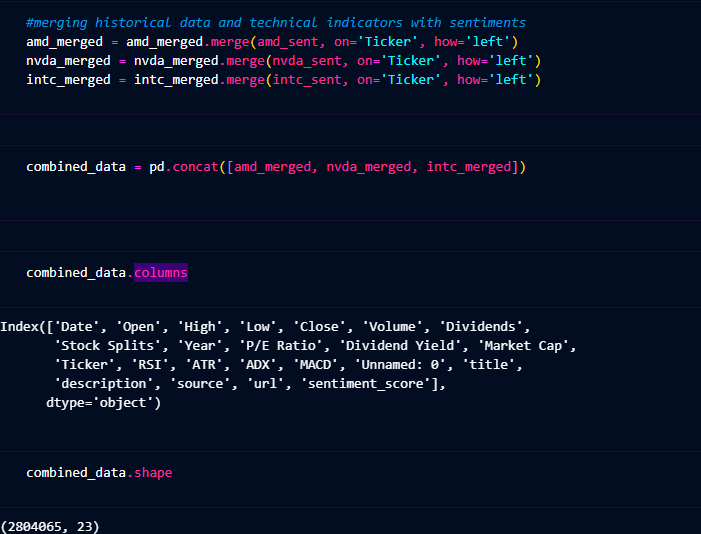 #merging historical data and technical indicators with sentiments
amd_merged = amd_merged.merge(amd_sent, on='Ticker', how='left')
nvda_merged = nvda_merged.merge(nvda_sent, on='Ticker', how='left')
intc_merged = intc_merged.merge(intc_sent, on='Ticker', how='left')
combined_data = pd.concat([amd_merged, nvda_merged, intc_merged])
combined_data.columns
Index(['Date', 'Open', 'High', 'Low', 'Close', 'Volume', 'Dividends',
'Stock Splits', 'Year', 'P/E Ratio', 'Dividend Yield', 'Market Cap',
'Ticker', 'RSI', 'ATR', 'ADX', 'MACD', 'Unnamed: 0', 'title',
'description', 'source', 'url', 'sentiment_score'],
dtype='object')
combined_data.shape
(2804065, 23)